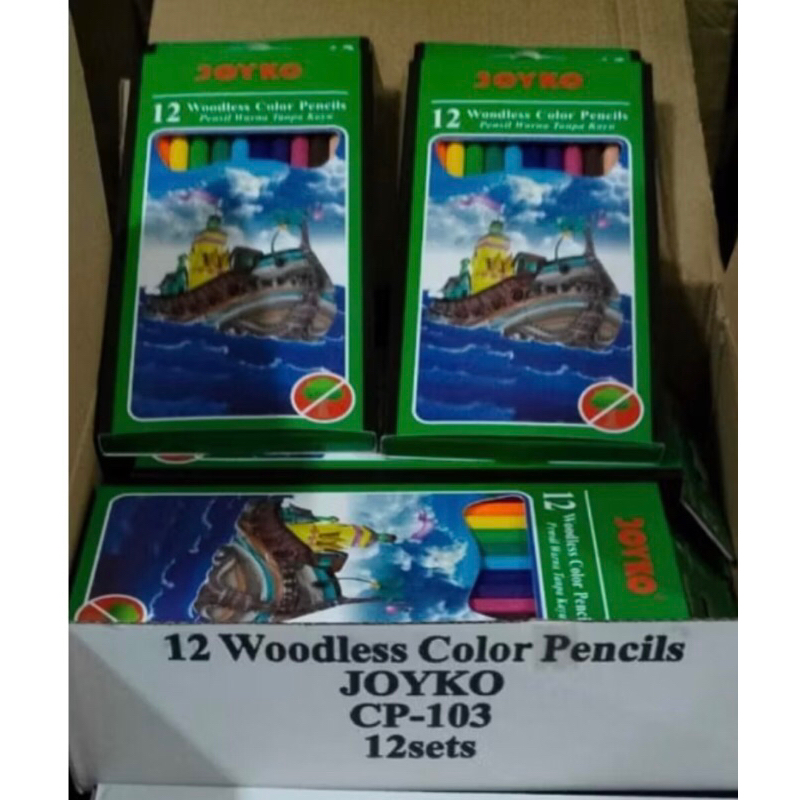 JOYKO
12 Woodless Color Pencils
Pensil Warna Tanpa Kayu
JOYKO
12 Woodless Color Pencils
Pensil Warna Tanpa Kayu
JOYKO
12 Woodless Color Penci
Pensil Warna Tanpa Kayu
12 Woodless Color Pencils
JOYKO
CP-103
12sets